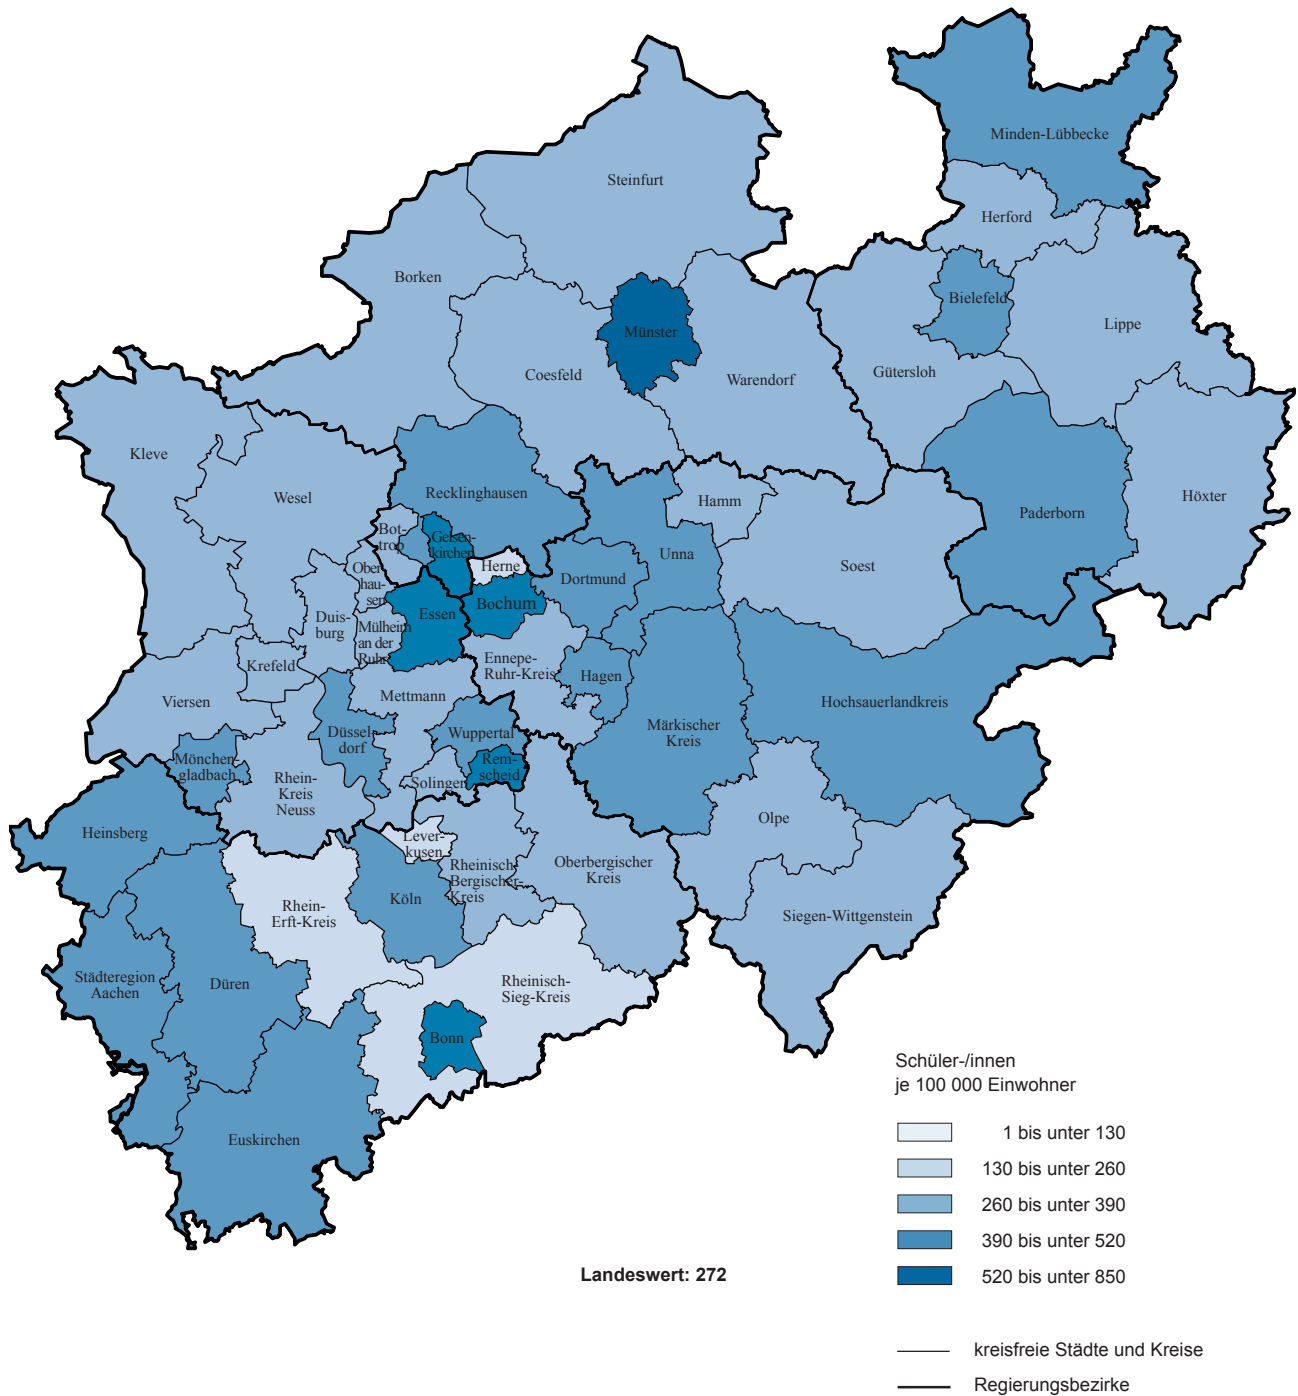 Minden-Lübbecke
Steinfurt
Herford
Borken
Bielefeld
Lippe
Münster
Coesfeld
Warendorf
Gütersloh
Kleve
Wesel
Recklinghausen
Hamm
Höxter
Paderborn
Bot-
trop
Gelsen-
kirchen
Unna
Herne
Soest
Ober-
hau-
sen
Dortmund
Essen
Bochum
Duis-
burg
Mülheim
an der
Ruhr
Krefeld
Ennepe-
Ruhr-Kreis
Hagen
Viersen
Mettmann
Hochsauerlandkreis
Märkischer
Kreis
Düssel-
dorf
Wuppertal
Mönchen-
gladbach
Rem-
scheid
Solingen
Rhein-
Kreis
Neuss
Olpe
Heinsberg
Lever-
kusen
Rheinisch-
Bergischer-
Kreis
Oberbergischer
Kreis
Köln
Rhein-
Erft-Kreis
Siegen-Wittgenstein
Städteregion
Aachen
Düren
Rheinisch-
Sieg-Kreis
Bonn
Euskirchen
Schüler-/innen
je 100 000 Einwohner
1 bis unter 130
130 bis unter 260
260 bis unter 390
390 bis unter 520
520 bis unter 850
Landeswert: 272
kreisfreie Städte und Kreise
Regierungsbezirke